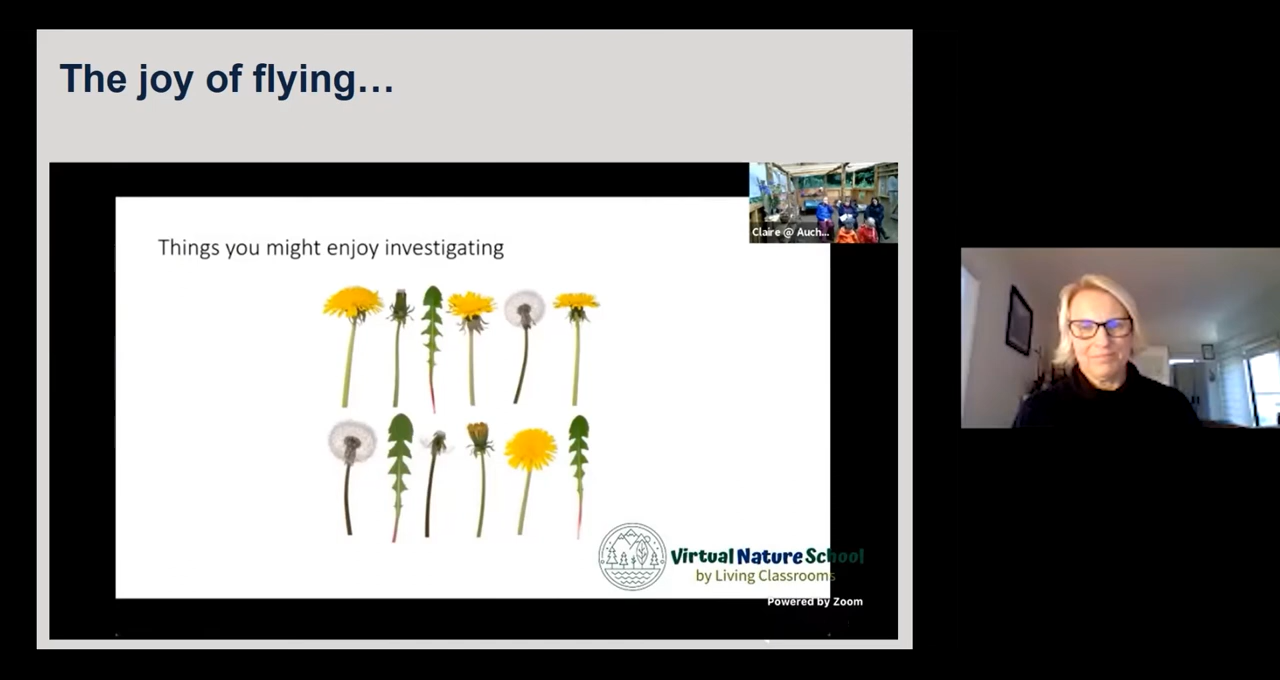 The joy of flying...
Claire @ Auch...
Things you might enjoy investigating
Virtual Nature School
by Living Classrooms
Powered by Zoom